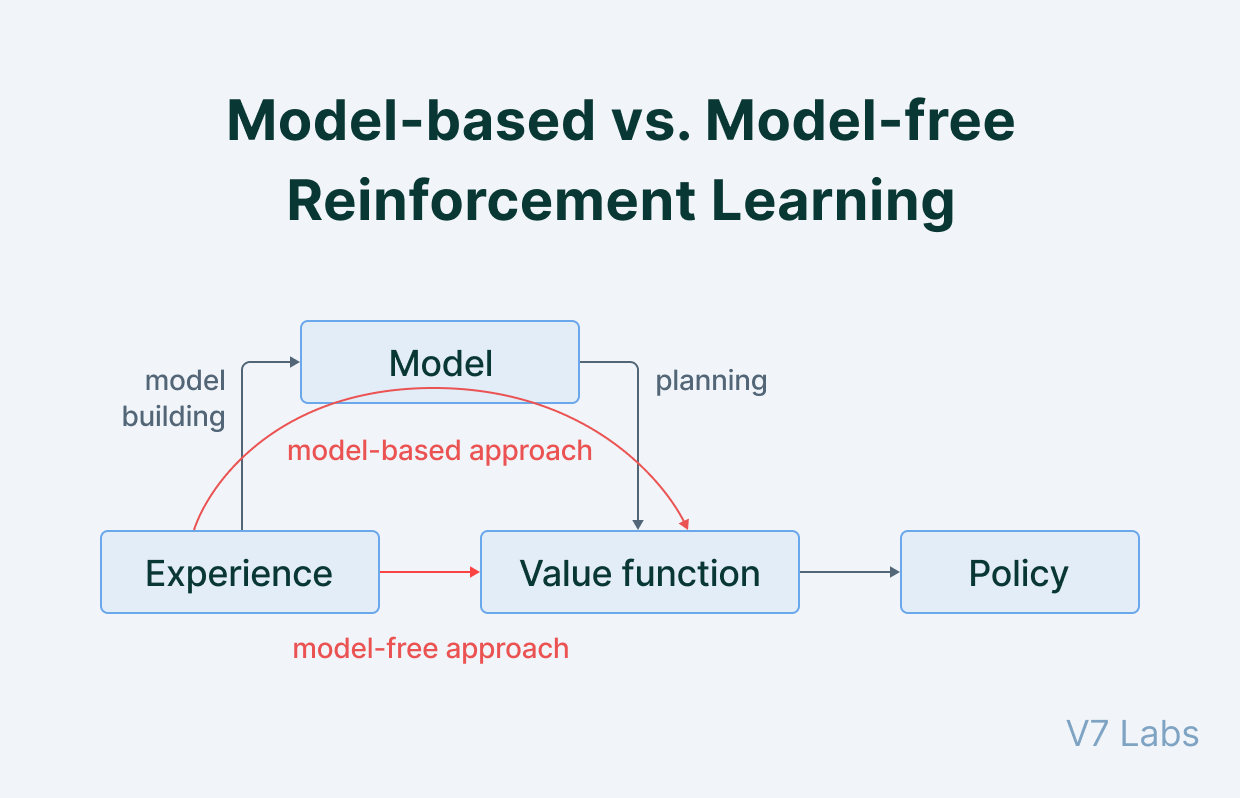 Model-based vs. Model-free
Reinforcement Learning
Model
model
building
planning
model-based approach
Experience
Value function
Policy
model-free approach
V7 Labs